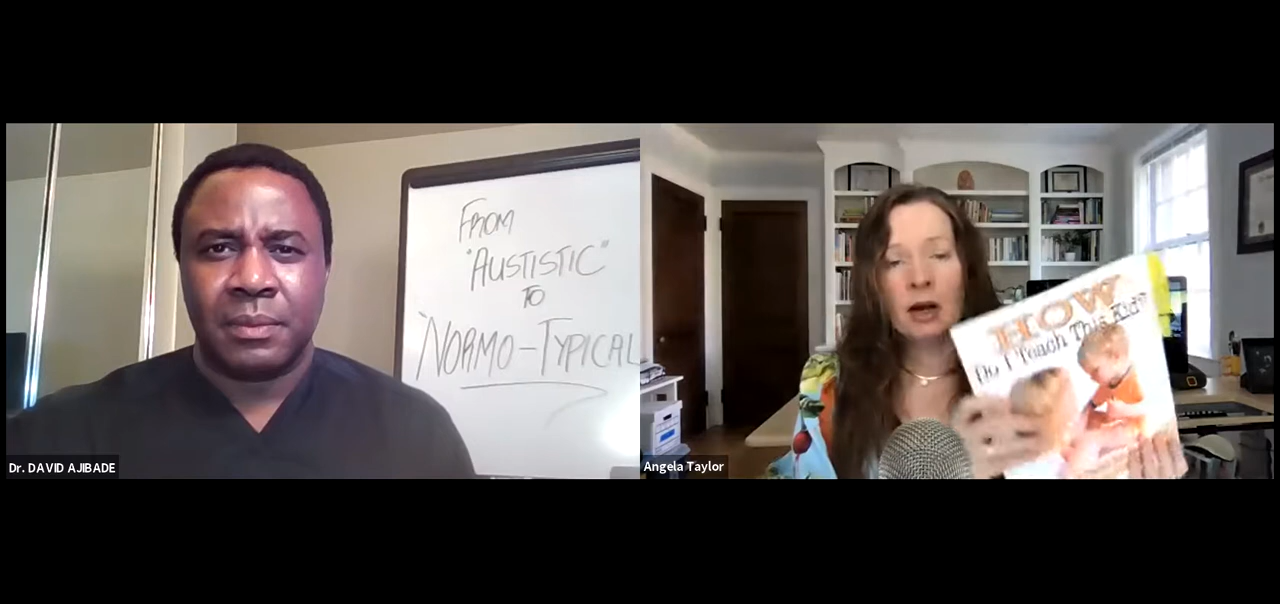 FROM
"AUSTISTIC"
TO
"NORMO-TYPICAL
HOW
Do I Teach This Kid?
Dr. DAVID AJIBADE
Angela Taylor